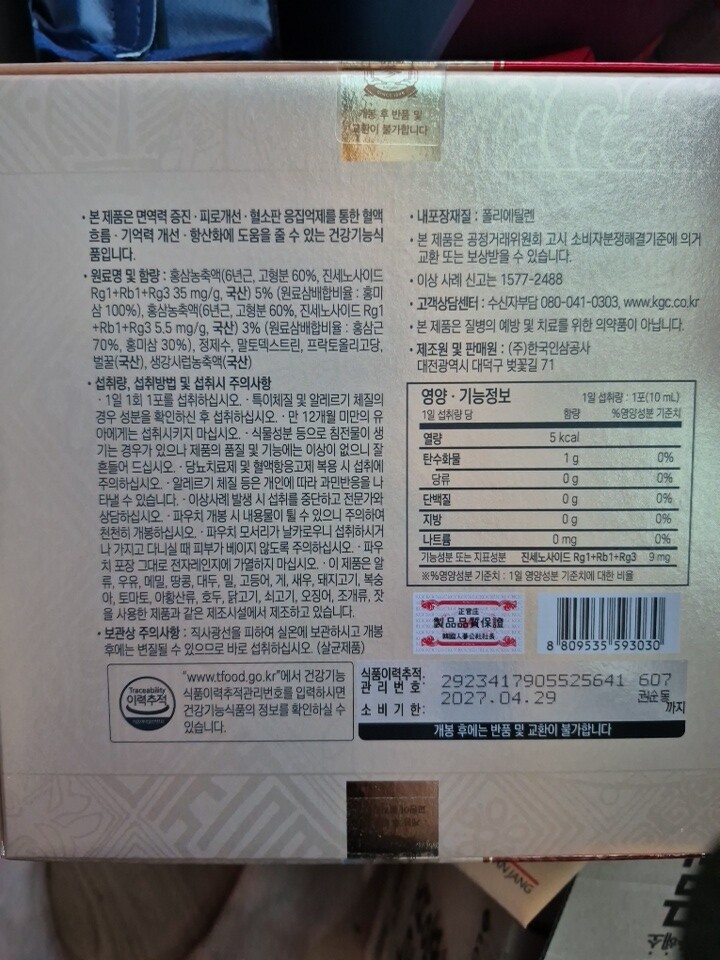 SINCE 1899
개봉 후 반품 및
교환이 불가합니다
· 본 제품은 면역력 증진 · 피로개선 · 혈소판 응집억제를 통한 혈액
흐름 · 기억력 개선 · 항산화에 도움을 줄 수 있는 건강기능식
품입니다.
· 원료명 및 함량 : 홍삼농축액(6년근, 고형분 60%, 진세노사이드
Rg1+Rb1+Rg3 35 mg/g, 국산) 5% (원료삼배합비율 : 홍미
삼 100%), 홍삼농축액(6년근, 고형분 60%, 진세노사이드 Rg1
+Rb1+Rg3 5.5 mg/g, 국산) 3% (원료삼배합비율 : 홍삼근
70%, 홍미삼 30%), 정제수, 말토덱스트린, 프락토올리고당,
벌꿀(국산), 생강시럽농축액(국산)
· 섭취량, 섭취방법 및 섭취시 주의사항
· 1일 1회 1포를 섭취하십시오. · 특이체질 및 알레르기 체질의
경우 성분을 확인하신 후 섭취하십시오. · 만 12개월 미만의 유
아에게는 섭취시키지 마십시오. · 식물성분 등으로 침전물이 생
기는 경우가 있으나 제품의 품질 및 기능에는 이상이 없으니 잘
흔들어 드십시오. · 당뇨치료제 및 혈액항응고제 복용 시 섭취에
주의하십시오. · 알레르기 체질 등은 개인에 따라 과민반응을 나
타낼 수 있습니다. · 이상사례 발생 시 섭취를 중단하고 전문가와
상담하십시오. · 파우치 개봉 시 내용물이 튈 수 있으니 주의하여
천천히 개봉하십시오. · 파우치 모서리가 날카로우니 섭취하시거
나 가지고 다니실 때 피부가 베이지 않도록 주의하십시오. · 파우
치 포장 그대로 전자레인지에 가열하지 마십시오. · 이 제품은 알
류, 우유, 메밀, 땅콩, 대두, 밀, 고등어, 게, 새우, 돼지고기, 복숭
아, 토마토, 아황산류, 호두, 닭고기, 쇠고기, 오징어, 조개류, 잣
을 사용한 제품과 같은 제조시설에서 제조하고 있습니다.
· 보관상 주의사항 : 직사광선을 피하여 실온에 보관하시고 개봉
후에는 변질될 수 있으므로 바로 섭취하십시오. (살균제품)
Traceability
이력추적
"www.tfood.go.kr"에서 건강기능
식품이력추적관리번호를 입력하시면
건강기능식품의 정보를 확인하실 수
있습니다.
· 내포장재질 : 폴리에틸렌
· 본 제품은 공정거래위원회 고시 소비자분쟁해결기준에 의거
교환 또는 보상받을 수 있습니다.
· 이상 사례 신고는 1577-2488
· 고객상담센터 : 수신자부담 080-041-0303, www.kgc.co.kr
· 본 제품은 질병의 예방 및 치료를 위한 의약품이 아닙니다.
· 제조원 및 판매원 : (주)한국인삼공사
대전광역시 대덕구 벚꽃길 71
영양 · 기능정보 1일 섭취량 : 1포(10 mL)
1일 섭취량 당 함량 %영양성분 기준치
열량 5 kcal
탄수화물 1 g 0%
당류 0 g
단백질 0 g 0%
지방 0 g 0%
나트륨 0 mg 0%
기능성분 또는 지표성분 진세노사이드 Rg1+Rb1+Rg3 9 mg
※%영양성분 기준치 : 1일 영양성분 기준치에 대한 비율
正官庄
製品品質保證
韓國人蔘公社社長
8 809535 593030
식품이력추적
관리번호 : 2923417905525641 607
소비기한 : 2027.04.29 권순동
까지
개봉 후에는 반품 및 교환이 불가합니다
ANJANG